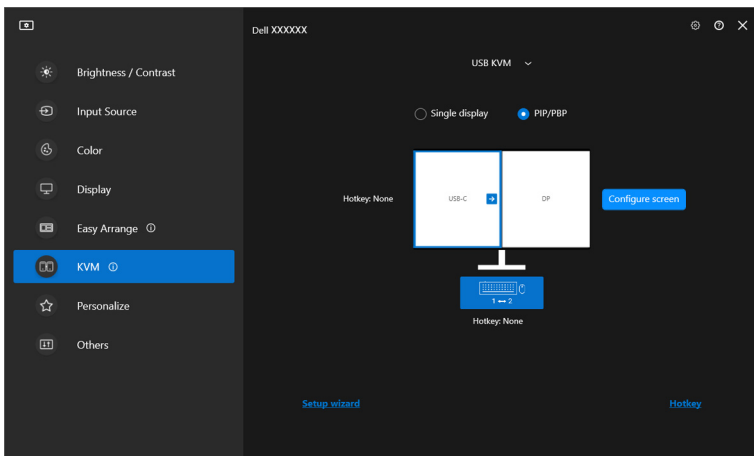 Dell XXXXXX
Brightness / Contrast
Input Source
Color
Display
Easy Arrange
KVM
Personalize
Others
USB KVM
Single display
PIP/PBP
Hotkey: None
USB-C
DP
Configure screen
1 ↔ 2
Hotkey: None
Setup wizard
Hotkey